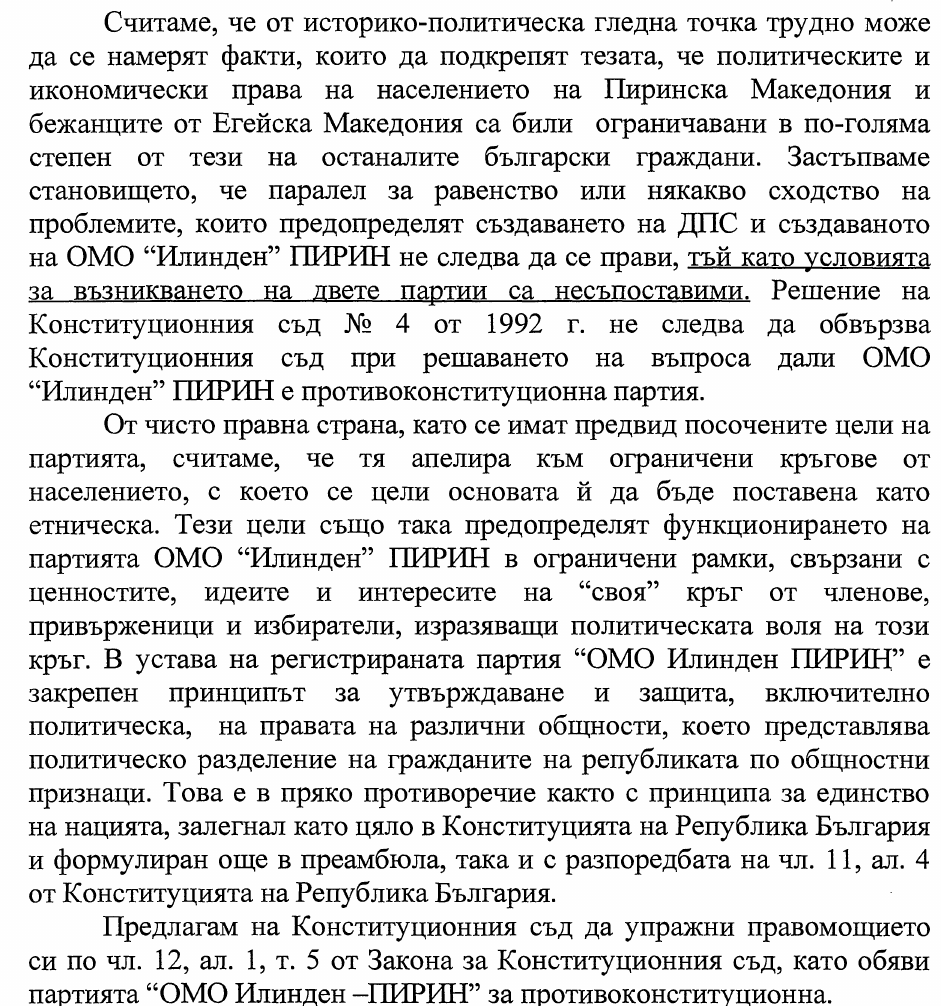 Считаме, че от историко-политическа гледна точка трудно може
да се намерят факти, които да подкрепят тезата, че политическите и
икономически права на населението на Пиринска Македония и
бежанците от Егейска Македония са били ограничавани в по-голяма
степен от тези на останалите български граждани. Застъпваме
становището, че паралел за равенство или някакво сходство на
проблемите, които предопределят създаването на ДПС и създаваното
на ОМО “Илинден” ПИРИН не следва да се прави, тъй като условията
за възникването на двете партии са несъпоставими. Решение на
Конституционния съд № 4 от 1992 г. не следва да обвързва
Конституционния съд при решаването на въпроса дали ОМО
“Илинден” ПИРИН е противоконституционна партия.
От чисто правна страна, като се имат предвид посочените цели на
партията, считаме, че тя апелира към ограничени кръгове от
населението, с което се цели основата й да бъде поставена като
етническа. Тези цели също така предопределят функционирането на
партията ОМО “Илинден” ПИРИН в ограничени рамки, свързани с
ценностите, идеите и интересите на “своя” кръг от членове,
привърженици и избиратели, изразяващи политическата воля на този
кръг. В устава на регистрираната партия “ОМО Илинден ПИРИН” е
закрепен принципът за утвърждаване и защита, включително
политическа, на правата на различни общности, което представлява
политическо разделение на гражданите на републиката по общностни
признаци. Това е в пряко противоречие както с принципа за единство
на нацията, залегнал като цяло в Конституцията на Република България
и формулиран още в преамбюла, така и с разпоредбата на чл. 11, ал. 4
от Конституцията на Република България.
Предлагам на Конституционния съд да упражни правомощието
си по чл. 12, ал. 1, т. 5 от Закона за Конституционния съд, като обяви
партията “ОМО Илинден –ПИРИН” за противоконституционна.